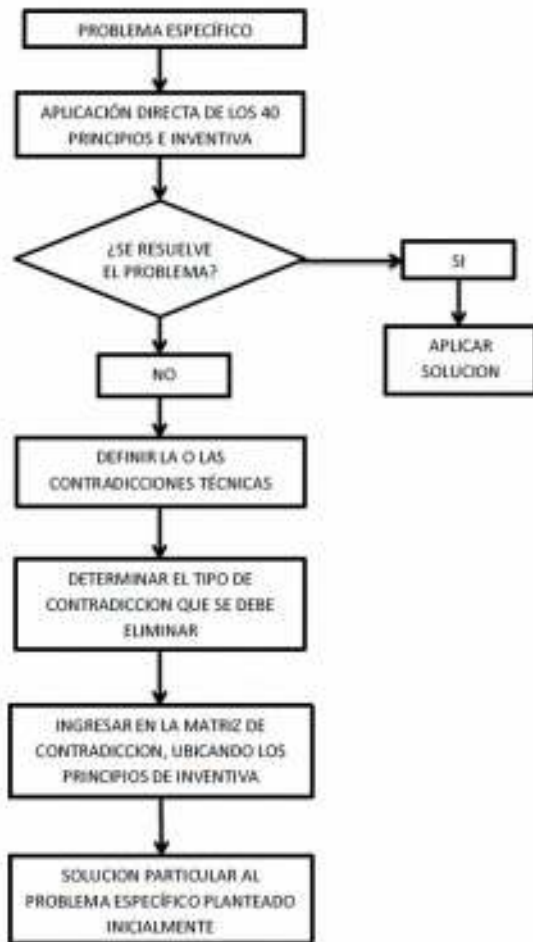 PROBLEMA ESPECÍFICO
APLICACIÓN DIRECTA DE LOS 40
PRINCIPIOS E INVENTIVA
¿SE RESUELVE
EL PROBLEMA?
SI
APLICAR
SOLUCION
NO
DEFINIR LA O LAS
CONTRADICCIONES TÉCNICAS
DETERMINAR EL TIPO DE
CONTRADICCION QUE SE DEBE
ELIMINAR
INGRESAR EN LA MATRIZ DE
CONTRADICCION, UBICANDO LOS
PRINCIPIOS DE INVENTIVA
SOLUCION PARTICULAR AL
PROBLEMA ESPECÍFICO PLANTEADO
INICIALMENTE